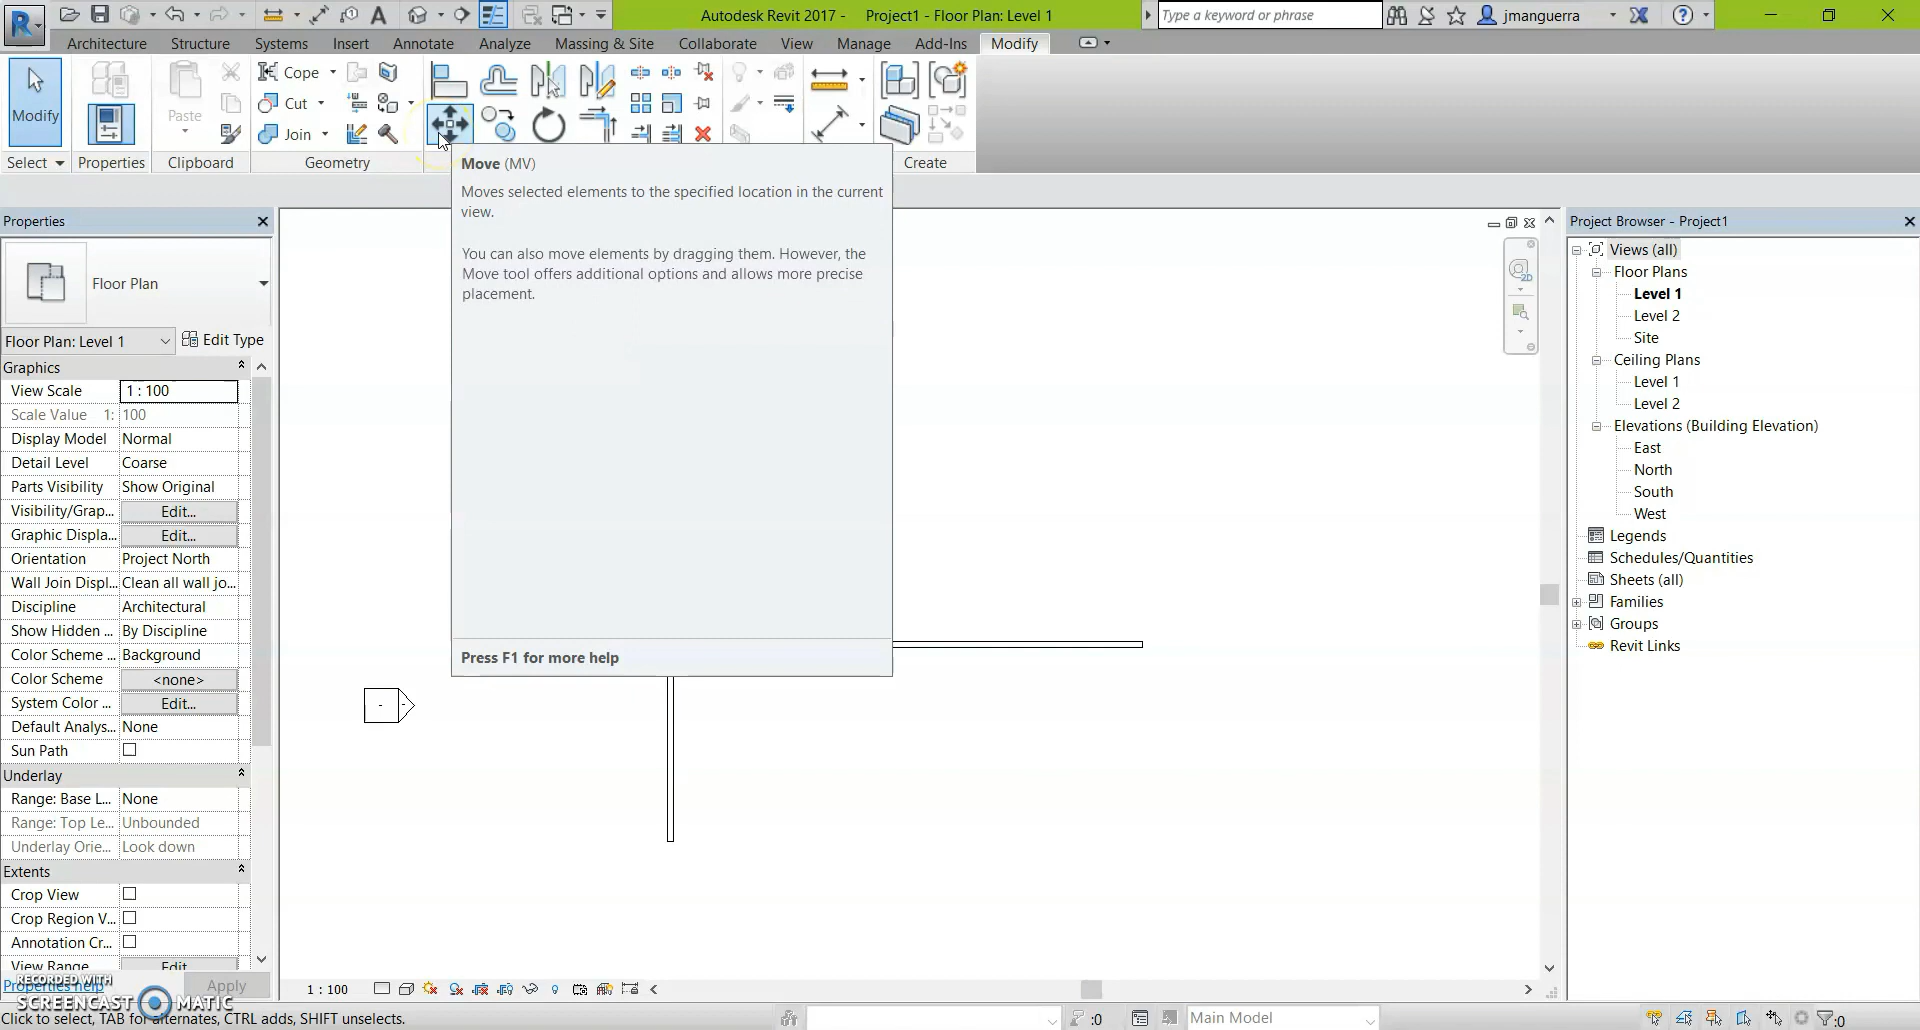 Autodesk Revit 2017 - Project1 - Floor Plan: Level 1
Type a keyword or phrase
jmanguerra
Architecture Structure Systems Insert Annotate Analyze Massing & Site Collaborate View Manage Add-Ins Modify
Modify
Paste
Cope
Cut
Join
Select
Properties
Clipboard
Geometry
Create
Move (MV)
Moves selected elements to the specified location in the current
view.
You can also move elements by dragging them. However, the
Move tool offers additional options and allows more precise
placement.
Press F1 for more help
Properties
Floor Plan
Floor Plan: Level 1
Edit Type
Graphics
View Scale 1 : 100
Scale Value 1: 100
Display Model Normal
Detail Level Coarse
Parts Visibility Show Original
Visibility/Grap... Edit...
Graphic Displa... Edit...
Orientation Project North
Wall Join Displ... Clean all wall jo...
Discipline Architectural
Show Hidden ... By Discipline
Color Scheme ... Background
Color Scheme <none>
System Color ... Edit...
Default Analys... None
Sun Path
Underlay
Range: Base L... None
Range: Top Le... Unbounded
Underlay Orie... Look down
Extents
Crop View
Crop Region V...
Annotation Cr...
View Range Edit...
Properties help
Apply
RECORDED WITH
SCREENCAST MATIC
1 : 100
Project Browser - Project1
Views (all)
Floor Plans
Level 1
Level 2
Site
Ceiling Plans
Level 1
Level 2
Elevations (Building Elevation)
East
North
South
West
Legends
Schedules/Quantities
Sheets (all)
Families
Groups
Revit Links
Click to select, TAB for alternates, CTRL adds, SHIFT unselects.
:0
Main Model
:0